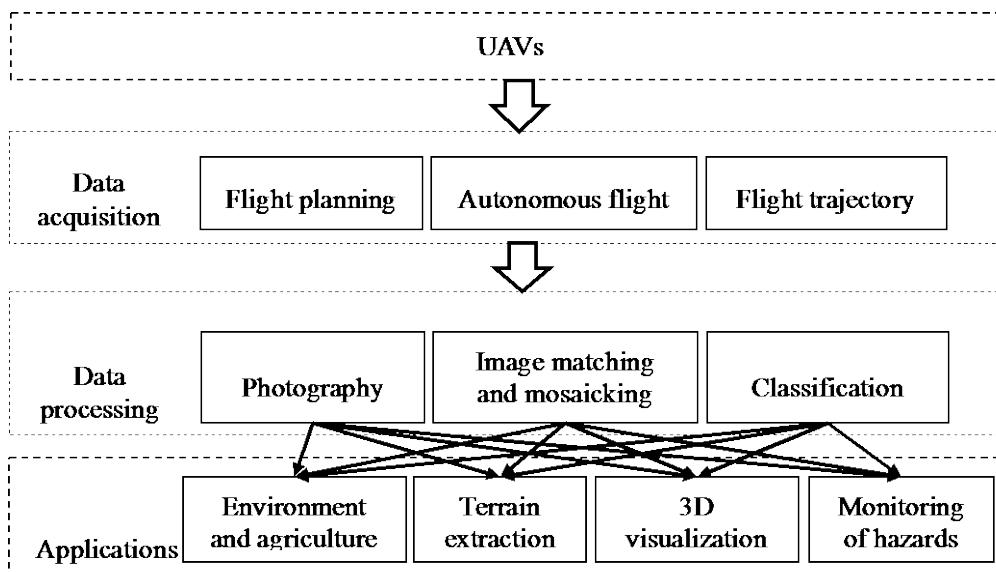 UAVs
Data
acquisition
Flight planning
Autonomous flight
Flight trajectory
Data
processing
Photography
Image matching
and mosaicking
Classification
Applications
Environment
and agriculture
Terrain
extraction
3D
visualization
Monitoring
of hazards